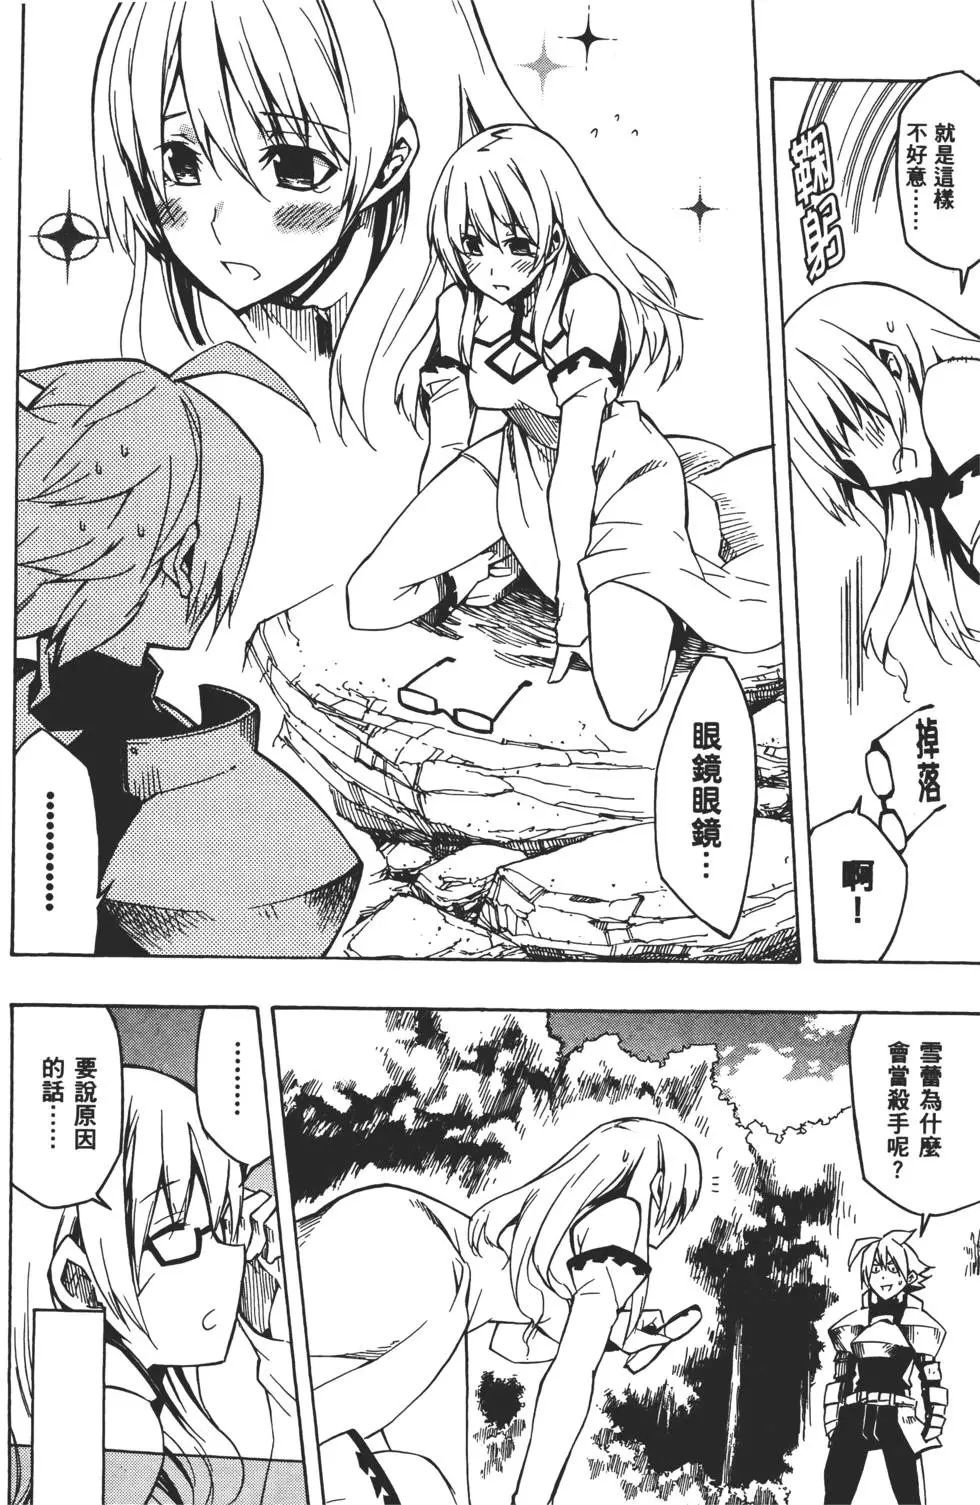 就是這樣
不好意……
鞠躬
掉落
啊！
眼鏡眼鏡…
………
雪蕾為什麼
會當殺手呢？
………
要說原因
的話……